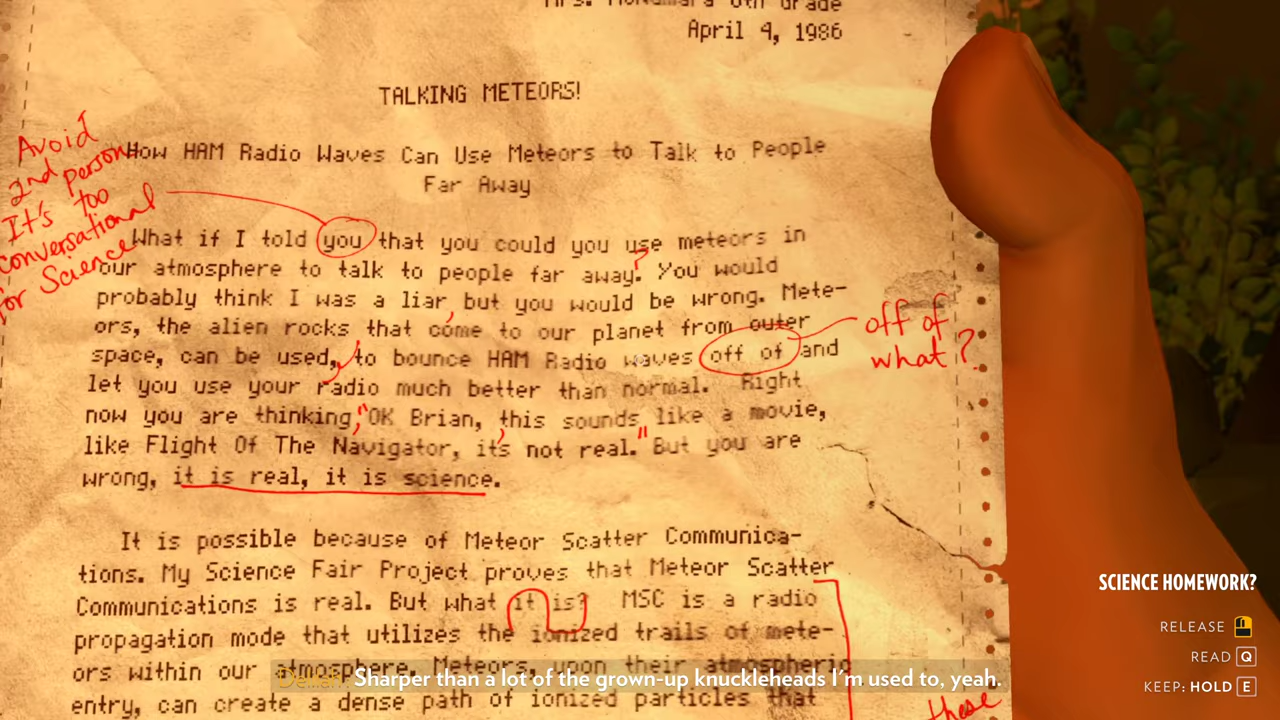 Mrs. McNamara 6th Grade
April 4, 1986
TALKING METEORS!
How HAM Radio Waves Can Use Meteors to Talk to People
Far Away
Avoid
2nd person
It's too
conversational
for Science
What if I told you that you could you use meteors in
our atmosphere to talk to people far away? You would
probably think I was a liar, but you would be wrong. Mete-
ors, the alien rocks that come to our planet from outer
space, can be used, to bounce HAM Radio waves off of and
off of
what?
let you use your radio much better than normal. Right
now you are thinking, "OK Brian, this sounds like a movie,
like Flight Of The Navigator, it's not real." But you are
wrong, it is real, it is science.
It is possible because of Meteor Scatter Communica-
tions. My Science Fair Project proves that Meteor Scatter
Communications is real. But what it is? MSC is a radio
propagation mode that utilizes the ionized trails of mete-
ors within our atmosphere. Meteors, upon their atmospheric
entry, can create a dense path of ionized particles that
these
Delilah: Sharper than a lot of the grown-up knuckleheads I'm used to, yeah.
SCIENCE HOMEWORK?
RELEASE
READ Q
KEEP: HOLD E